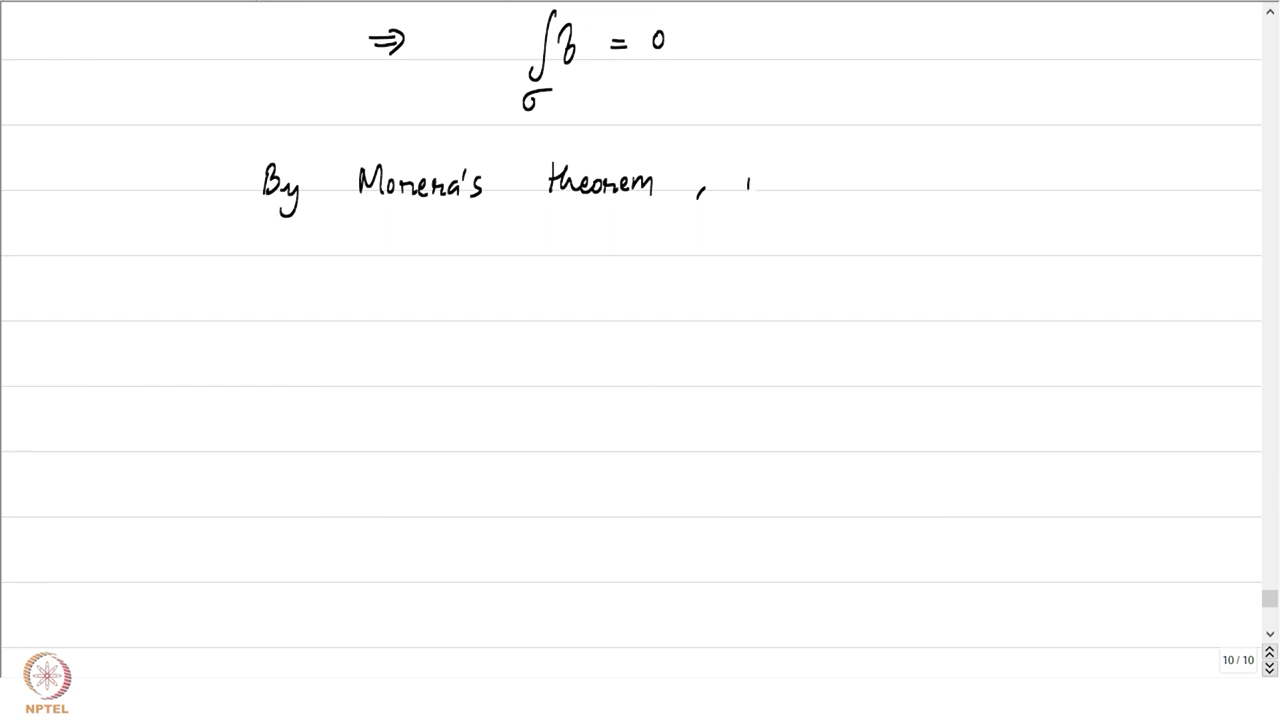 ⇒ ∫_σ f = 0
By Morera's theorem ,
10 / 10
NPTEL